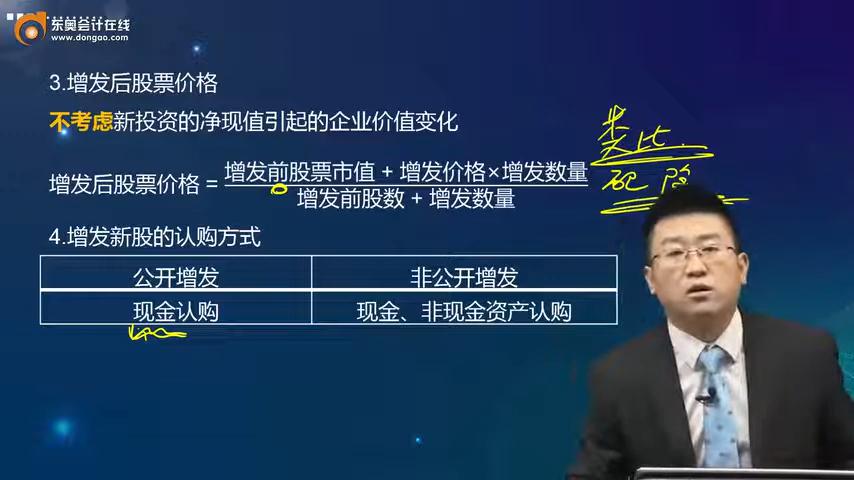 东奥会计在线
www.dongao.com
3.增发后股票价格
不考虑新投资的净现值引起的企业价值变化
增发后股票价格 = 增发前股票市值 + 增发价格×增发数量
增发前股数 + 增发数量
类比
配
4.增发新股的认购方式
公开增发 非公开增发
现金认购 现金、非现金资产认购